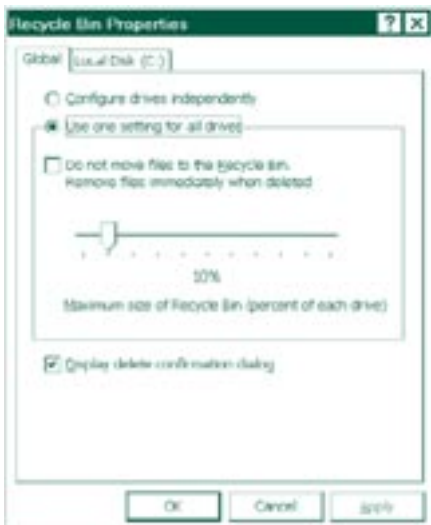 Recycle Bin Properties
? X
Global
Local Disk (C:)
Configure drives independently
Use one setting for all drives
Do not move files to the Recycle Bin.
Remove files immediately when deleted
10%
Maximum size of Recycle Bin (percent of each drive)
Display delete confirmation dialog
OK
Cancel
Apply